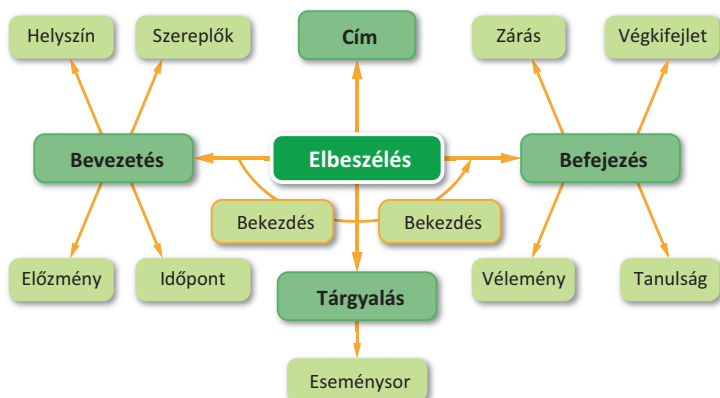 Helyszín
Szereplők
Cím
Zárás
Végkifejlet
Bevezetés
Elbeszélés
Befejezés
Bekezdés
Bekezdés
Előzmény
Időpont
Tárgyalás
Vélemény
Tanulság
Eseménysor